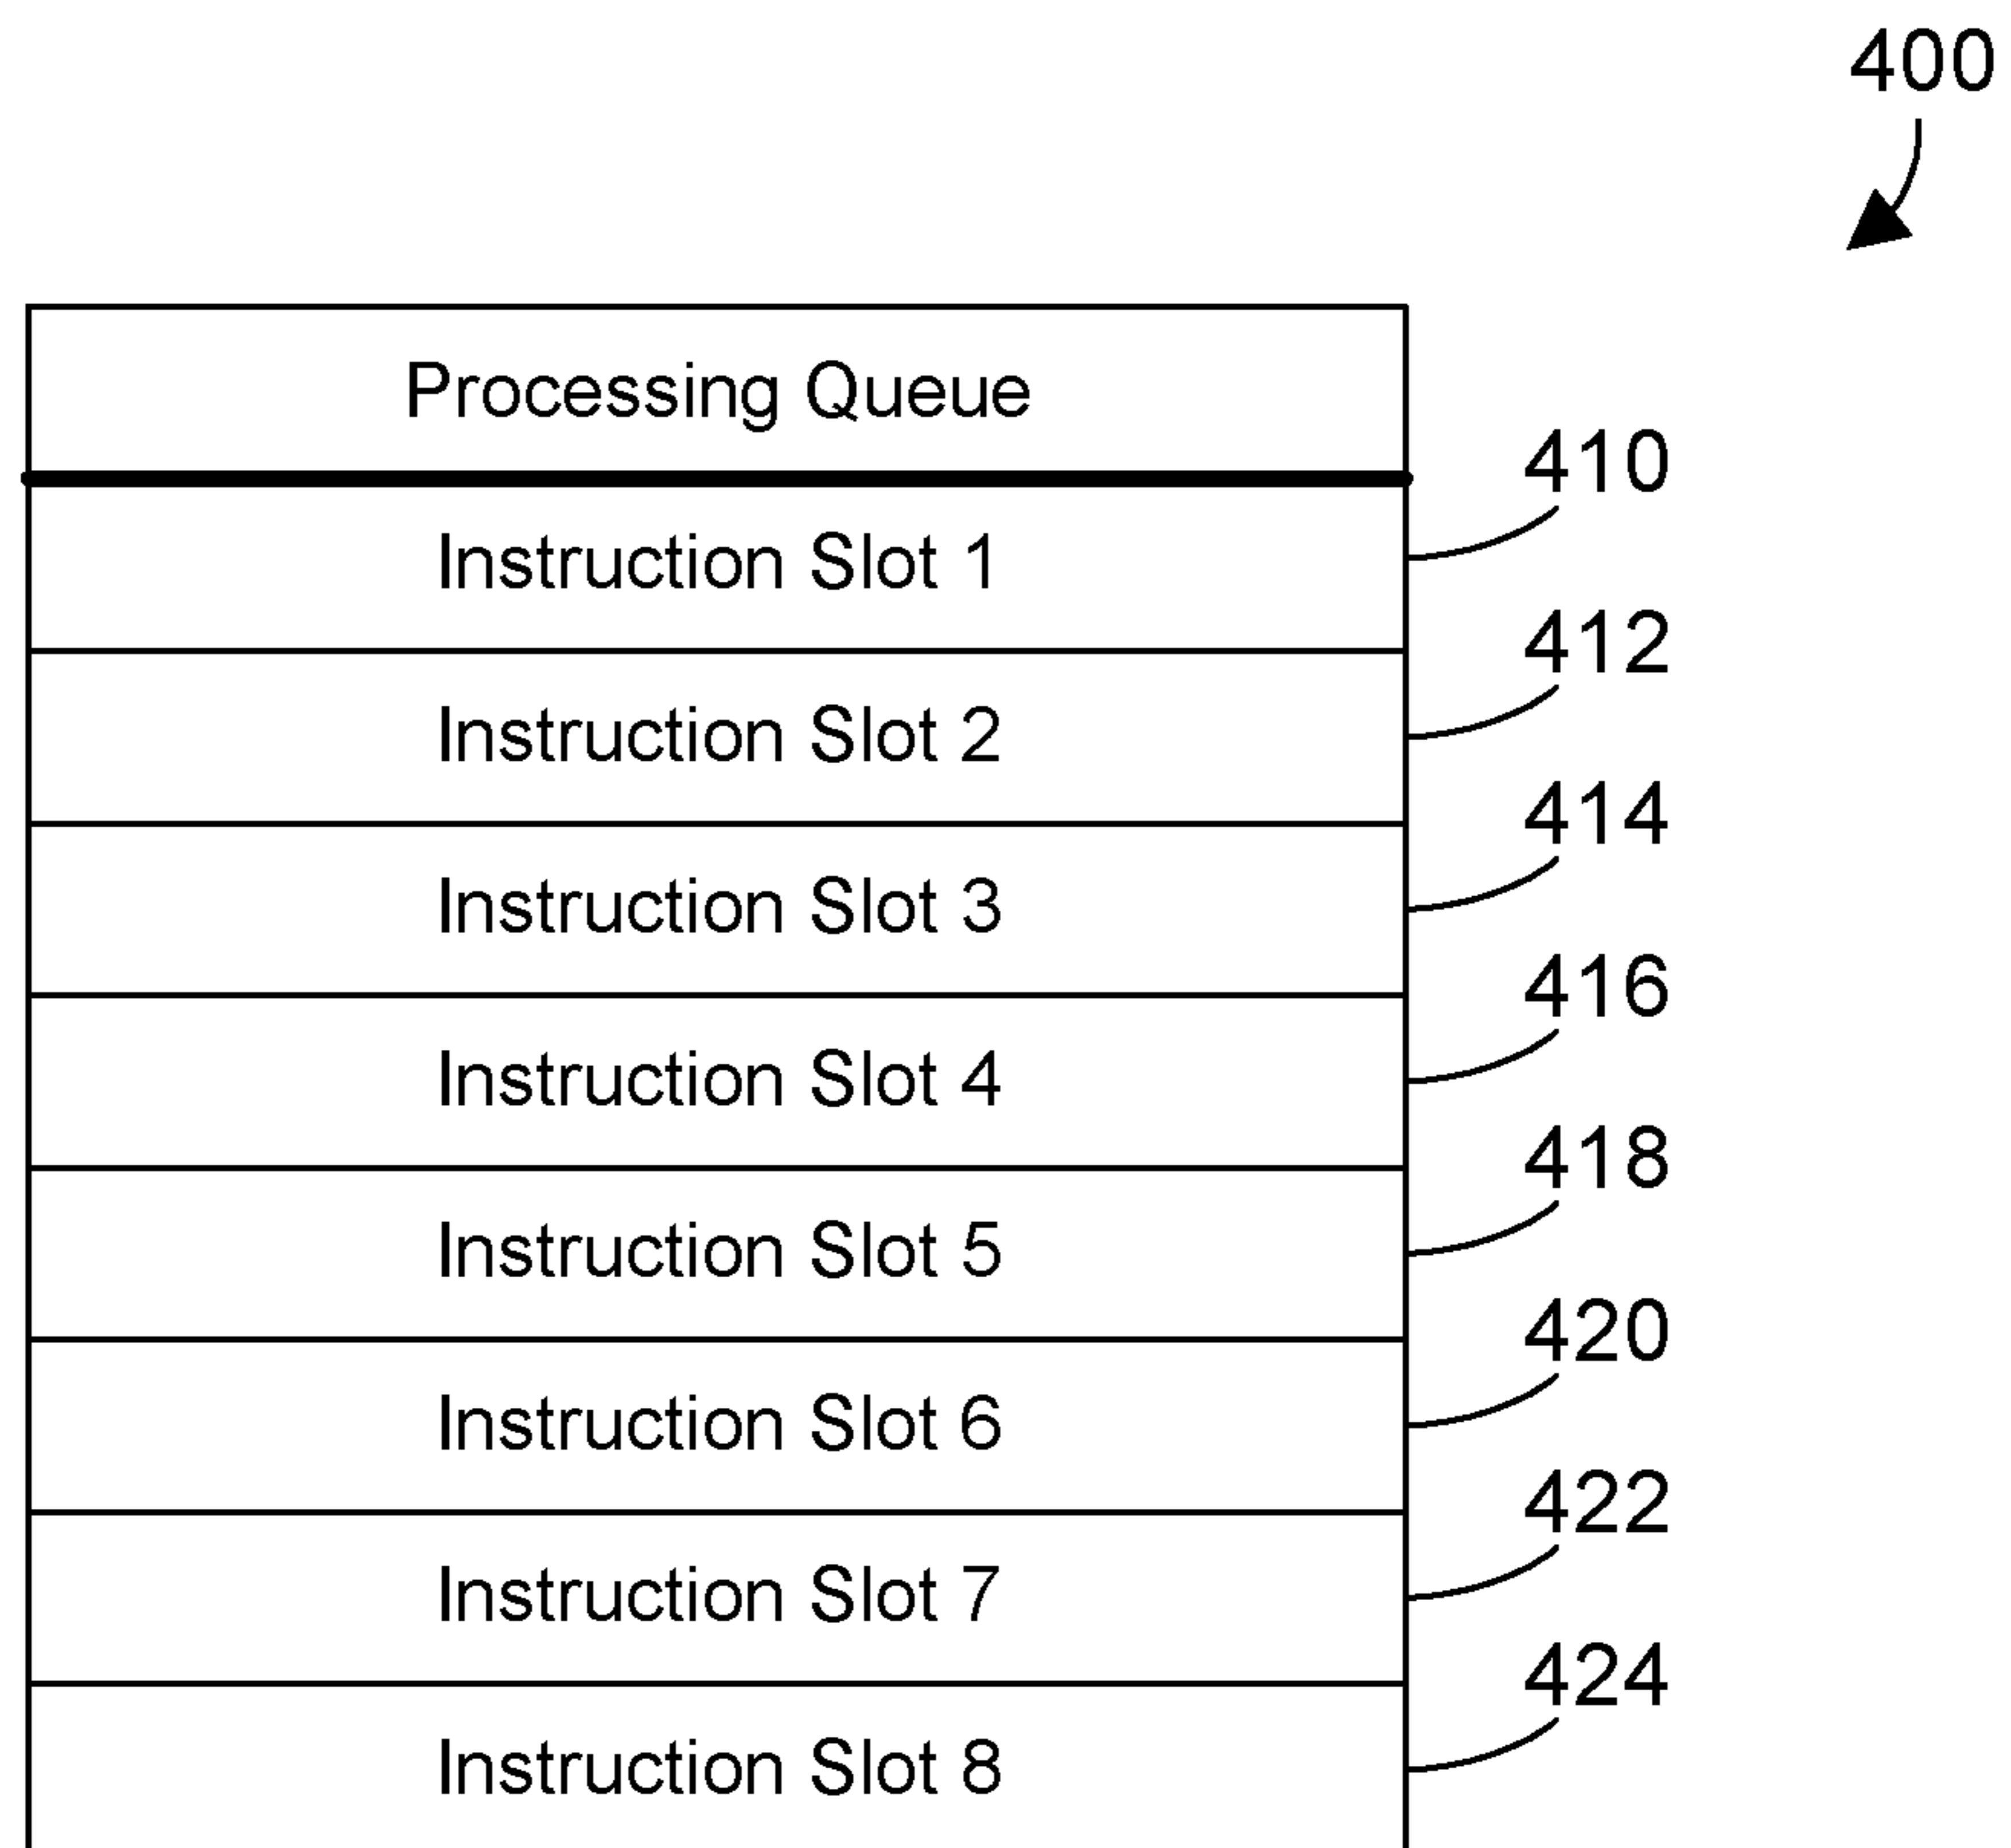 400
Processing Queue
410
Instruction Slot 1
412
Instruction Slot 2
414
Instruction Slot 3
416
Instruction Slot 4
418
Instruction Slot 5
420
Instruction Slot 6
422
Instruction Slot 7
424
Instruction Slot 8